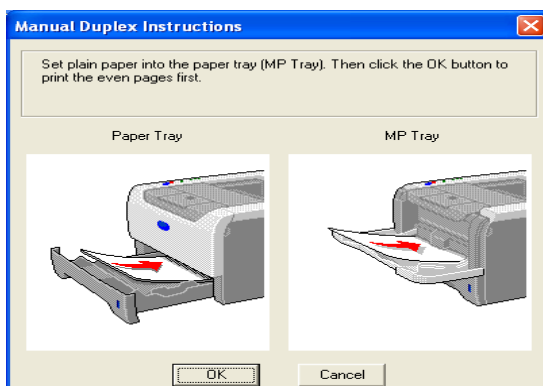 Manual Duplex Instructions
Set plain paper into the paper tray (MP Tray). Then click the OK button to
print the even pages first.
Paper Tray
MP Tray
OK
Cancel